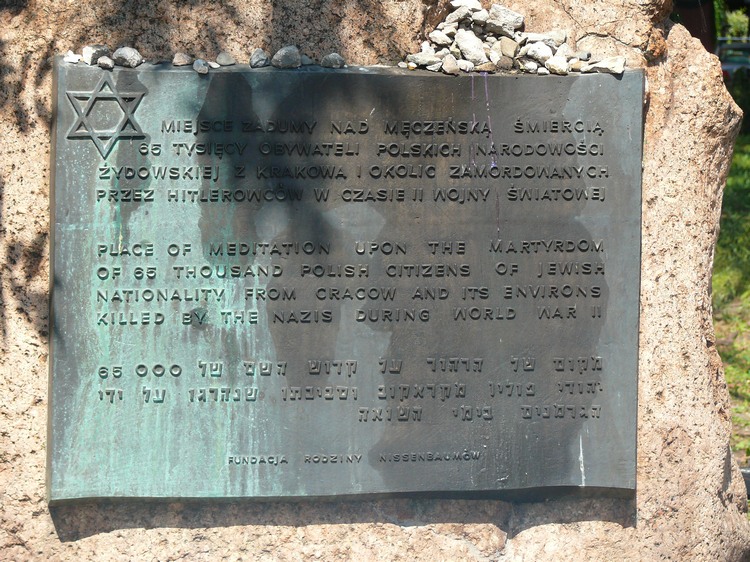 MIEJSCE ZADUMY NAD MĘCZEŃSKĄ ŚMIERCIĄ
65 TYSIĘCY OBYWATELI POLSKICH NARODOWOŚCI
ŻYDOWSKIEJ Z KRAKOWA I OKOLIC ZAMORDOWANYCH
PRZEZ HITLEROWCÓW W CZASIE II WOJNY ŚWIATOWEJ
PLACE OF MEDITATION UPON THE MARTYRDOM
OF 65 THOUSAND POLISH CITIZENS OF JEWISH
NATIONALITY FROM CRACOW AND ITS ENVIRONS
KILLED BY THE NAZIS DURING WORLD WAR II
מקום של הרהור על קדוש השם של 65 000
יהודי פולין מקראקוב וסביבתו שנהרגו על ידי
הגרמנים בימי השואה
FUNDACJA RODZINY NISSENBAUMÓW